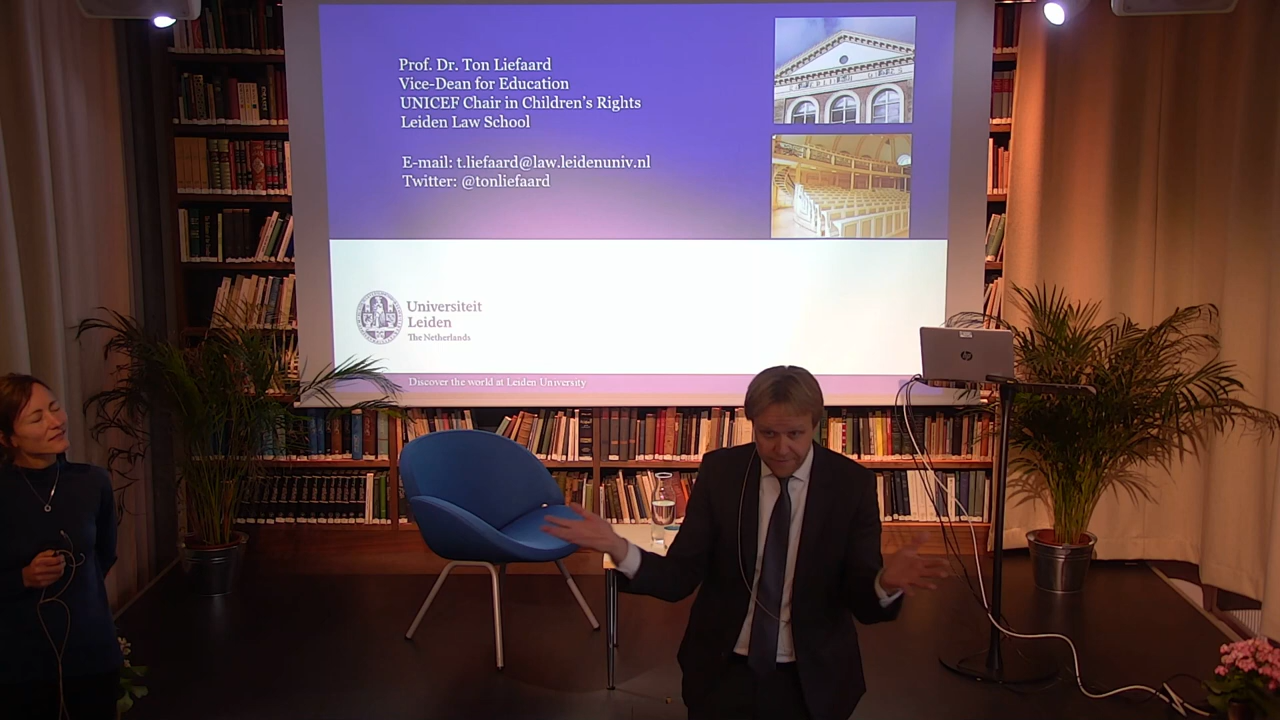 Prof. Dr. Ton Liefaard
Vice-Dean for Education
UNICEF Chair in Children's Rights
Leiden Law School
E-mail: t.liefaard@law.leidenuniv.nl
Twitter: @tonliefaard
Universiteit
Leiden
The Netherlands
Discover the world at Leiden University
hp